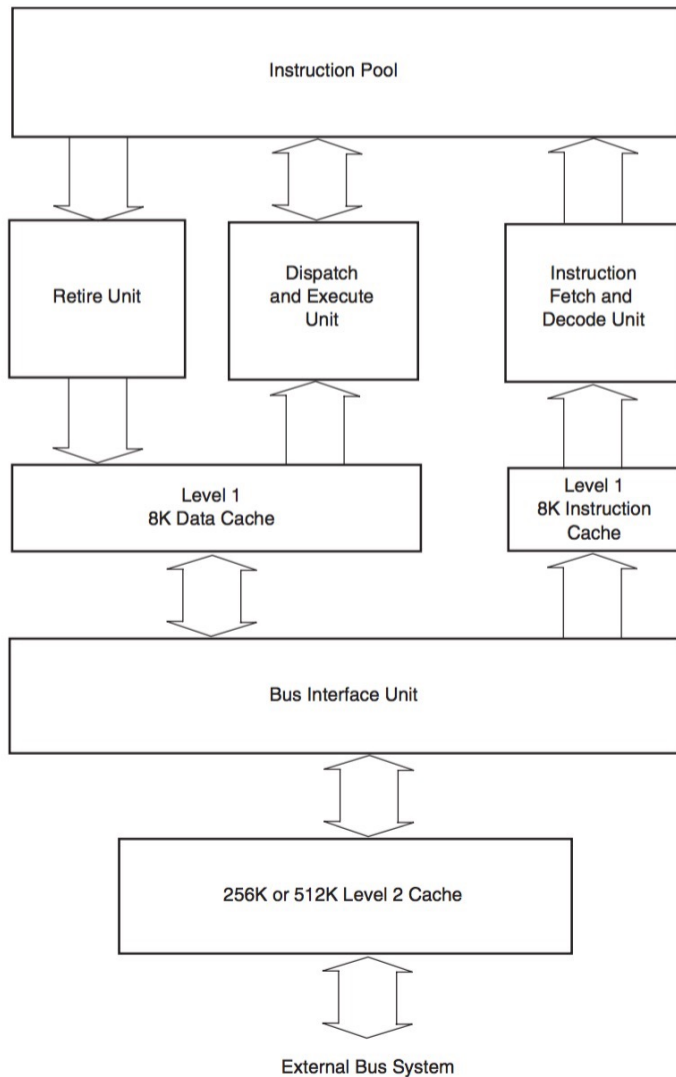 Instruction Pool
Retire Unit
Dispatch
and Execute
Unit
Instruction
Fetch and
Decode Unit
Level 1
8K Data Cache
Level 1
8K Instruction
Cache
Bus Interface Unit
256K or 512K Level 2 Cache
External Bus System